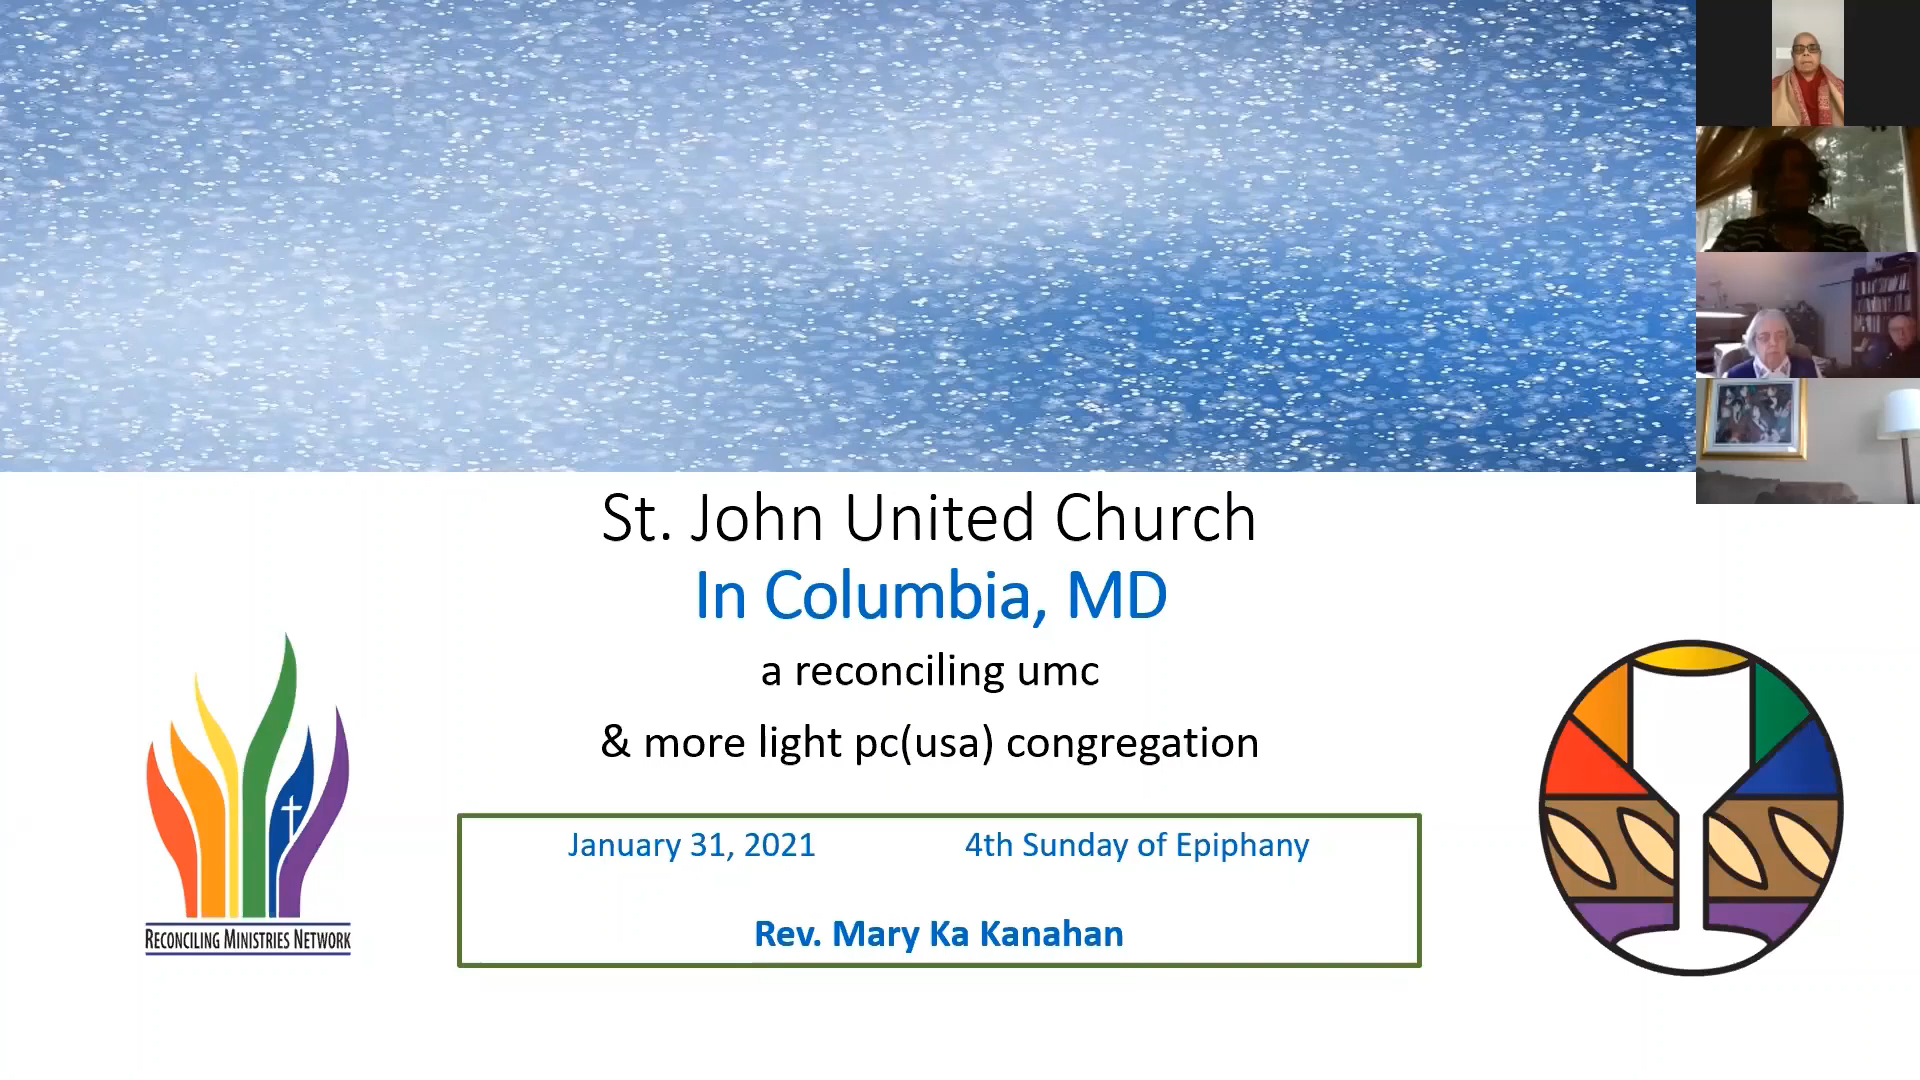 St. John United Church
In Columbia, MD
a reconciling umc
& more light pc(usa) congregation
January 31, 2021 4th Sunday of Epiphany
Rev. Mary Ka Kanahan
RECONCILING MINISTRIES NETWORK